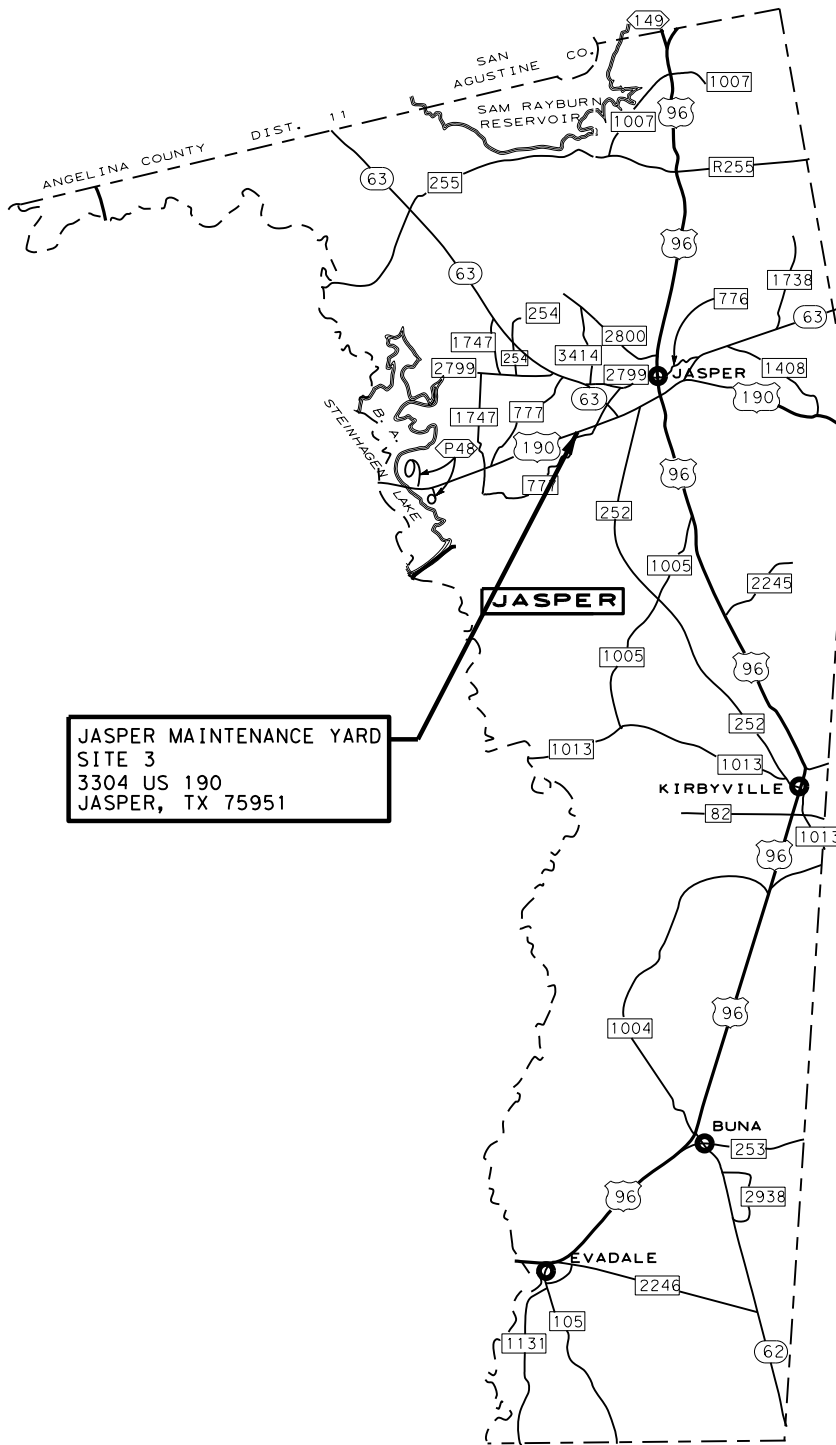 149
SAN
AGUSTINE CO.
1007
96
SAM RAYBURN
RESERVOIR
1007
DIST. 11
ANGELINA COUNTY
R255
63
255
96
63
1738
776
63
254
2800
1747
254
3414
2799
2799
JASPER
1408
63
190
1747
777
B. A.
STEINHAGEN
LAKE
P48
190
96
777
252
1005
2245
JASPER
1005
96
252
JASPER MAINTENANCE YARD
SITE 3
3304 US 190
JASPER, TX 75951
1013
1013
KIRBYVILLE
82
1013
96
96
1004
BUNA
253
96
2938
EVADALE
2246
105
1131
62